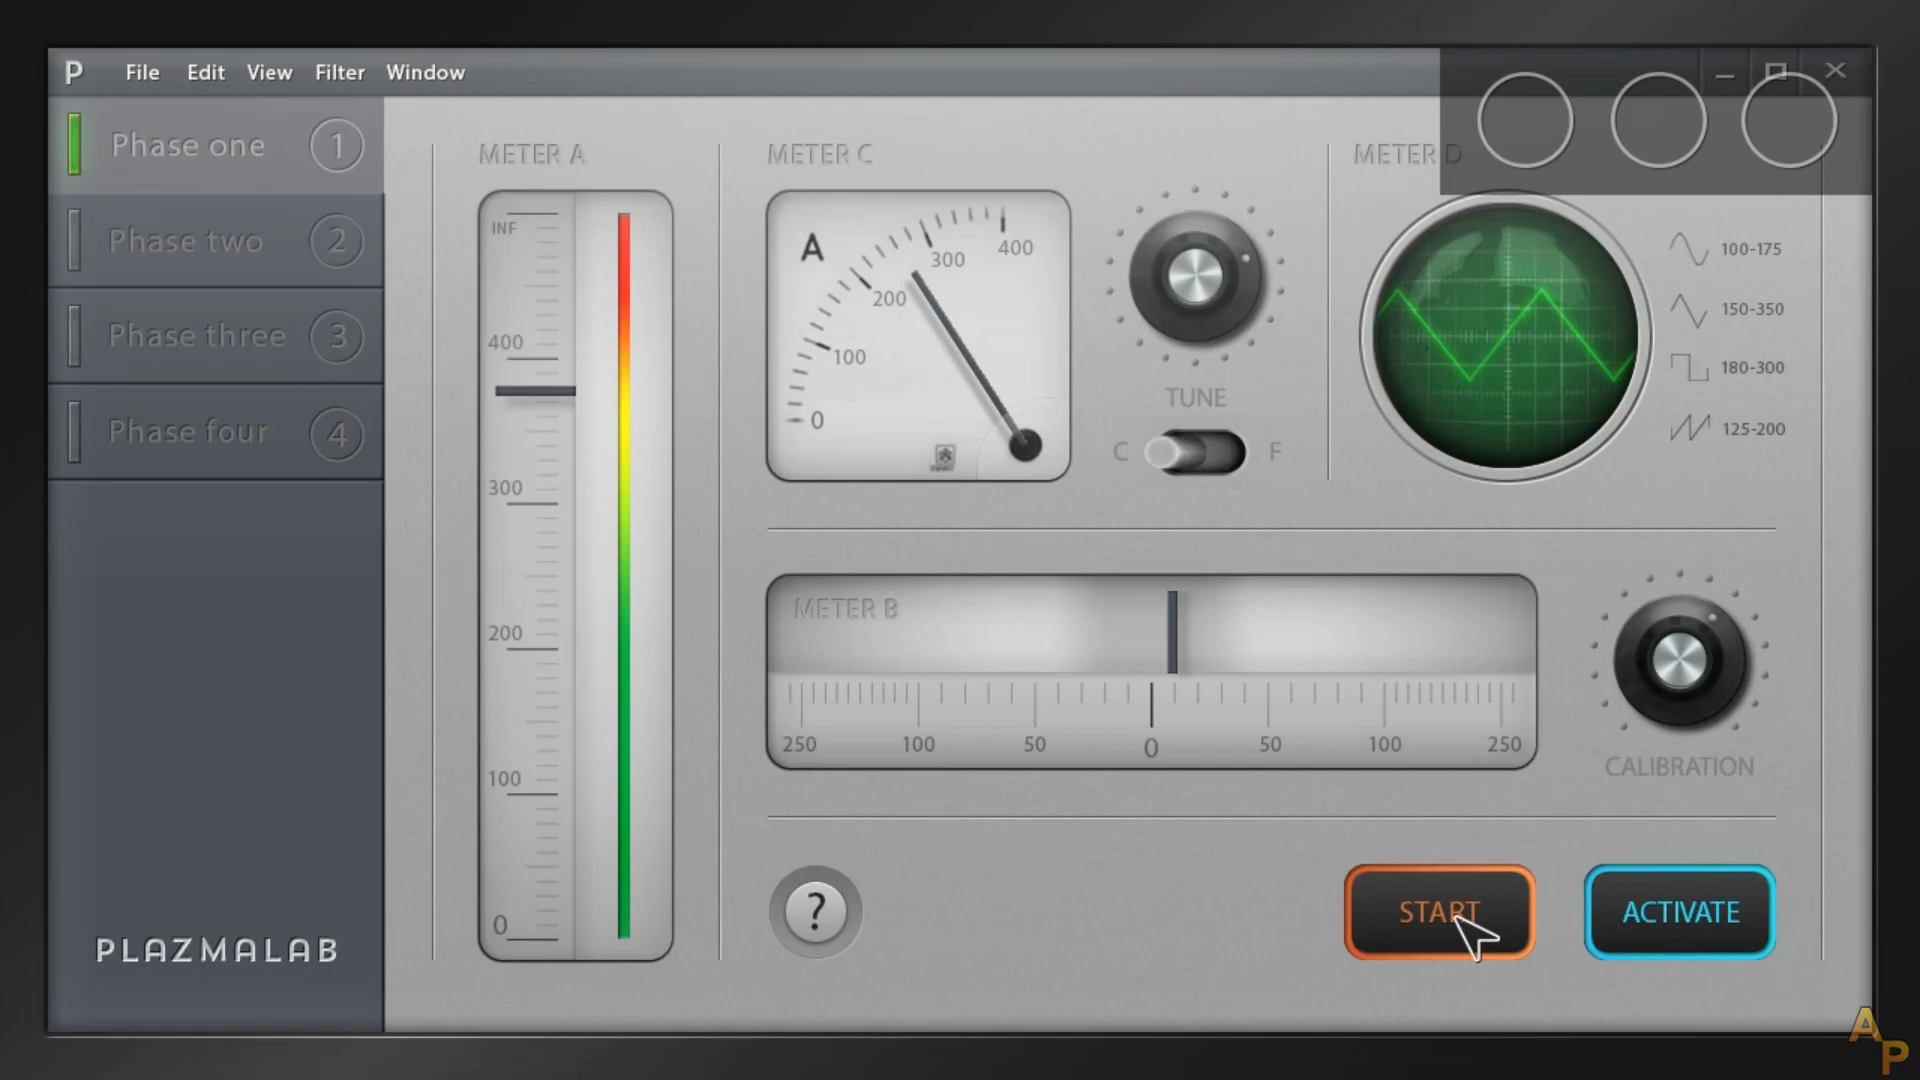 P File Edit View Filter Window
Phase one 1
Phase two 2
Phase three 3
Phase four 4
PLAZMALAB
METER A
INF
400
300
200
100
0
METER C
A
0
100
200
300
400
TUNE
C F
METER D
100-175
150-350
180-300
125-200
METER B
250 100 50 0 50 100 250
CALIBRATION
?
START
ACTIVATE
AP